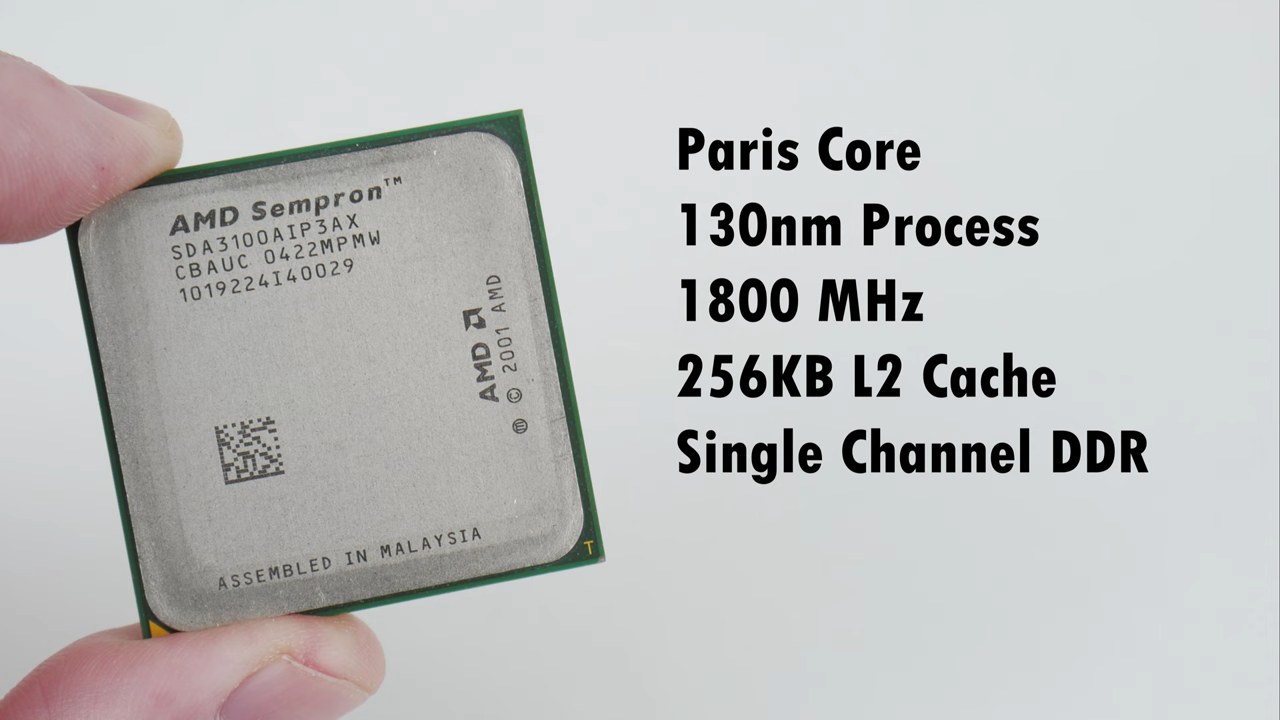 AMD Sempron™
SDA3100AIP3AX
CBAUC 0422MPMW
1019224I40029
AMD
ⓜ © 2001 AMD
ASSEMBLED IN MALAYSIA
T
Paris Core
130nm Process
1800 MHz
256KB L2 Cache
Single Channel DDR